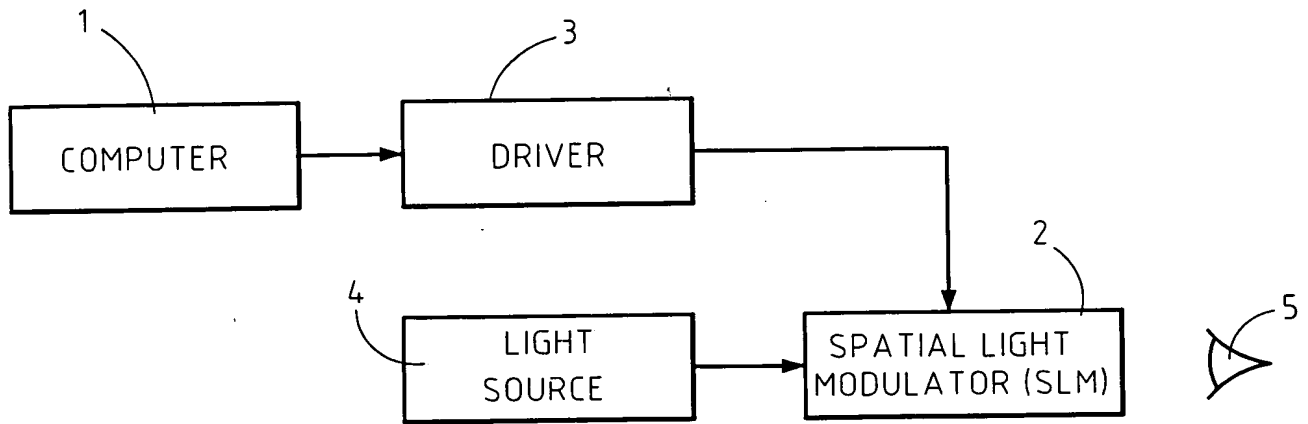 1
3
COMPUTER
DRIVER
2
4
5
LIGHT
SOURCE
SPATIAL LIGHT
MODULATOR (SLM)